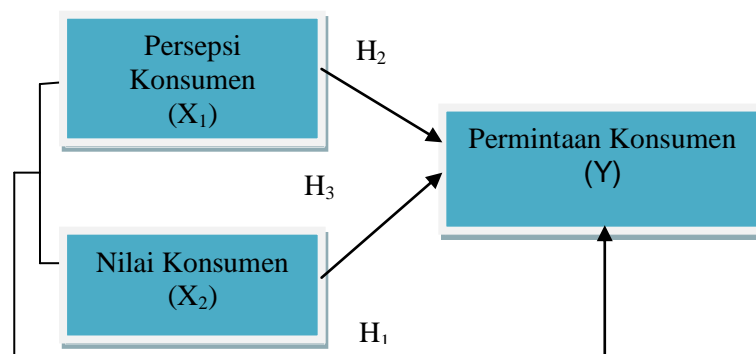 Persepsi
Konsumen
(X₁)
H₂
Permintaan Konsumen
(Y)
H₃
Nilai Konsumen
(X₂)
H₁